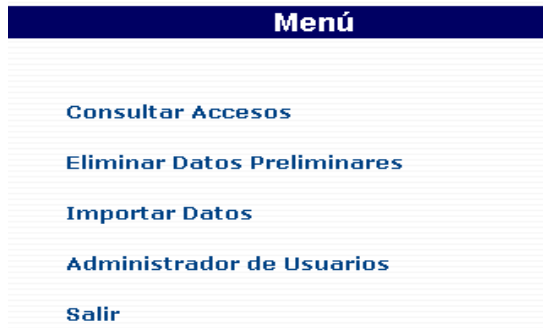 Menú
Consultar Accesos
Eliminar Datos Preliminares
Importar Datos
Administrador de Usuarios
Salir